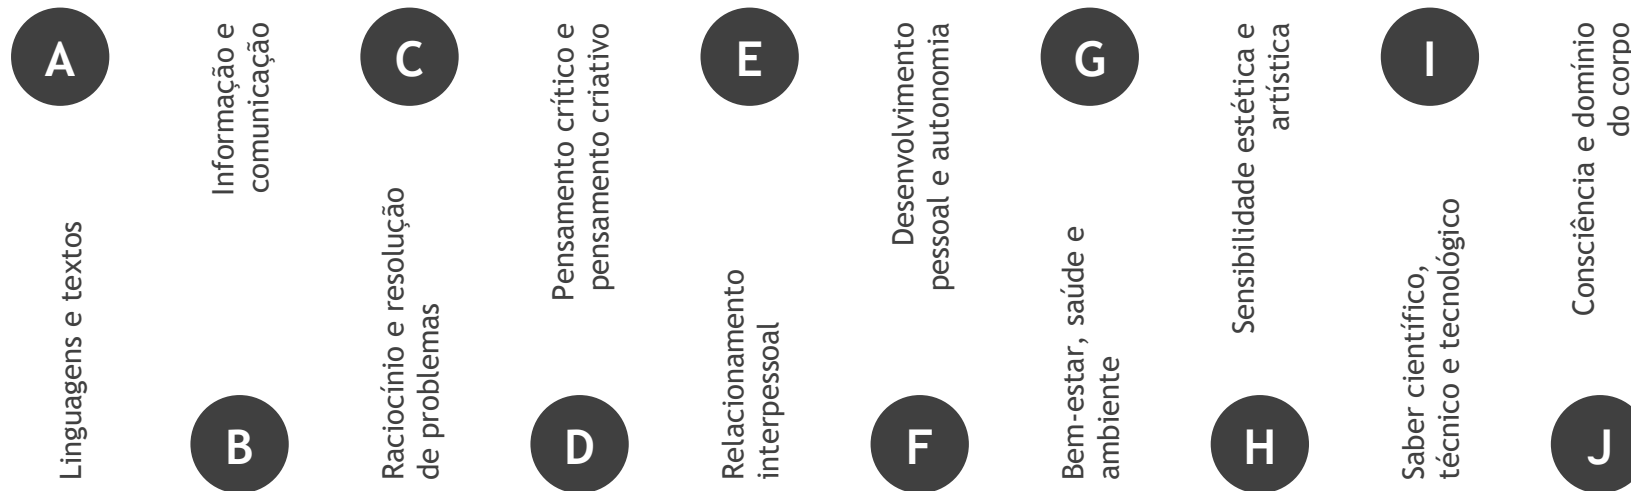 A
Linguagens e textos
Informação e
comunicação
B
C
Raciocínio e resolução
de problemas
Pensamento crítico e
pensamento criativo
D
E
Relacionamento
interpessoal
Desenvolvimento
pessoal e autonomia
F
G
Bem-estar, saúde e
ambiente
Sensibilidade estética e
artística
H
I
Saber científico,
técnico e tecnológico
Consciência e domínio
do corpo
J